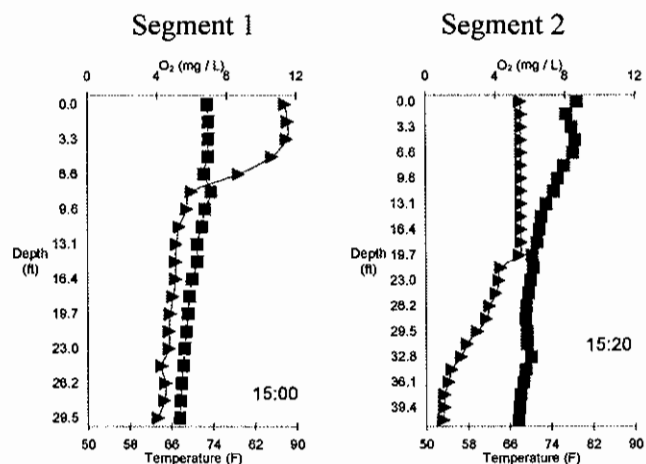 Segment 1 Segment 2
O₂ (mg / L) O₂ (mg / L)
0 4 8 12 0 4 8 12
0.0
3.3
6.6
9.8
13.1
16.4
19.7
23.0
26.2
29.5
Depth
(ft)
15:00
50 58 66 74 82 90
Temperature (F)
0.0
3.3
6.6
9.8
13.1
16.4
19.7
23.0
26.2
29.5
32.8
36.1
39.4
Depth
(ft)
15:20
50 58 66 74 82 90
Temperature (F)